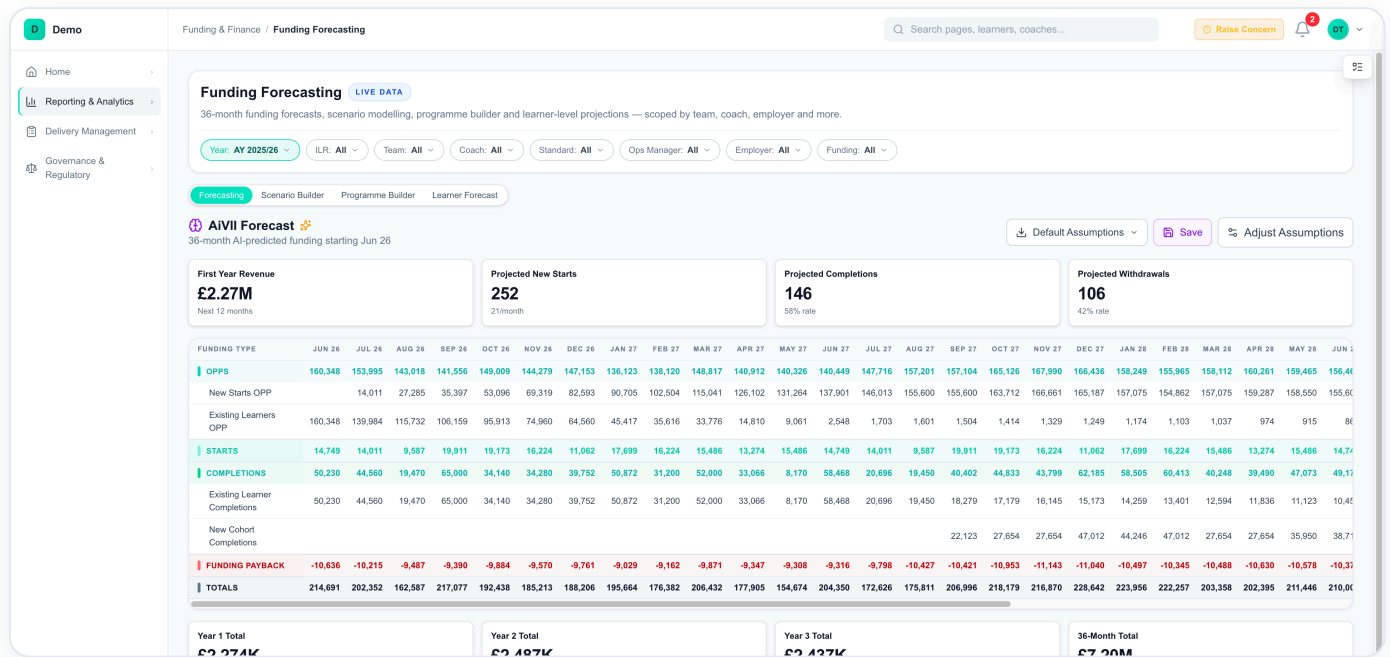 D Demo
Funding & Finance / Funding Forecasting
Search pages, learners, coaches...
Raise Concern
2
DT
Home
Reporting & Analytics
Delivery Management
Governance &
Regulatory
Funding Forecasting LIVE DATA
36-month funding forecasts, scenario modelling, programme builder and learner-level projections — scoped by team, coach, employer and more.
Year: AY 2025/26 ILR: All Team: All Coach: All Standard: All Ops Manager: All Employer: All Funding: All
Forecasting Scenario Builder Programme Builder Learner Forecast
AiVII Forecast
36-month AI-predicted funding starting Jun 26
Default Assumptions Save Adjust Assumptions
First Year Revenue
£2.27M
Next 12 months
Projected New Starts
252
21/month
Projected Completions
146
58% rate
Projected Withdrawals
106
42% rate
FUNDING TYPE JUN 26 JUL 26 AUG 26 SEP 26 OCT 26 NOV 26 DEC 26 JAN 27 FEB 27 MAR 27 APR 27 MAY 27 JUN 27 JUL 27 AUG 27 SEP 27 OCT 27 NOV 27 DEC 27 JAN 28 FEB 28 MAR 28 APR 28 MAY 28 JUN
OPPS 160,348 153,995 143,018 141,556 149,009 144,279 147,153 136,123 138,120 148,817 140,912 140,326 140,449 147,716 157,201 157,104 165,126 167,990 166,436 158,249 155,965 158,112 160,261 159,465
New Starts OPP 14,011 27,285 35,397 53,096 69,319 82,593 90,705 102,504 115,041 126,102 131,264 137,901 146,013 155,600 155,600 163,712 166,661 165,187 157,075 154,862 157,075 159,287 158,550
Existing Learners
OPP 160,348 139,984 115,732 106,159 95,913 74,960 64,560 45,417 35,616 33,776 14,810 9,061 2,548 1,703 1,601 1,504 1,414 1,329 1,249 1,174 1,103 1,037 974 915
STARTS 14,749 14,011 9,587 19,911 19,173 16,224 11,062 17,699 16,224 15,486 13,274 15,486 14,749 14,011 9,587 19,911 19,173 16,224 11,062 17,699 16,224 15,486 13,274 15,486
COMPLETIONS 50,230 44,560 19,470 65,000 34,140 34,280 39,752 50,872 31,200 52,000 33,066 8,170 58,468 20,696 19,450 40,402 44,833 43,799 62,185 58,505 60,413 40,248 39,490 47,073
Existing Learner
Completions 50,230 44,560 19,470 65,000 34,140 34,280 39,752 50,872 31,200 52,000 33,066 8,170 58,468 20,696 19,450 18,279 17,179 16,145 15,173 14,259 13,401 12,594 11,836 11,123
New Cohort
Completions 22,123 27,654 27,654 47,012 44,246 47,012 27,654 27,654 35,950
FUNDING PAYBACK -10,636 -10,215 -9,487 -9,390 -9,884 -9,570 -9,761 -9,029 -9,162 -9,871 -9,347 -9,308 -9,316 -9,798 -10,427 -10,421 -10,953 -11,143 -11,040 -10,497 -10,345 -10,488 -10,630 -10,578
TOTALS 214,691 202,352 162,587 217,077 192,438 185,213 188,206 195,664 176,382 206,432 177,905 154,674 204,350 172,626 175,811 206,996 218,179 216,870 228,642 223,956 222,257 203,358 202,395 211,446
Year 1 Total
£2,274K
Year 2 Total
£2,487K
Year 3 Total
£2,437K
36-Month Total
£7.20M